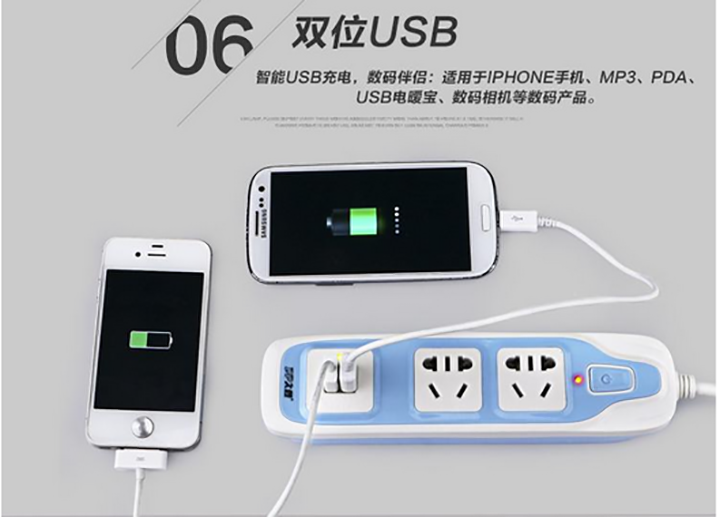 06
双位USB
智能USB充电，数码伴侣：适用于IPHONE手机、MP3、PDA、
USB电暖宝、数码相机等数码产品。
SAMSUNG